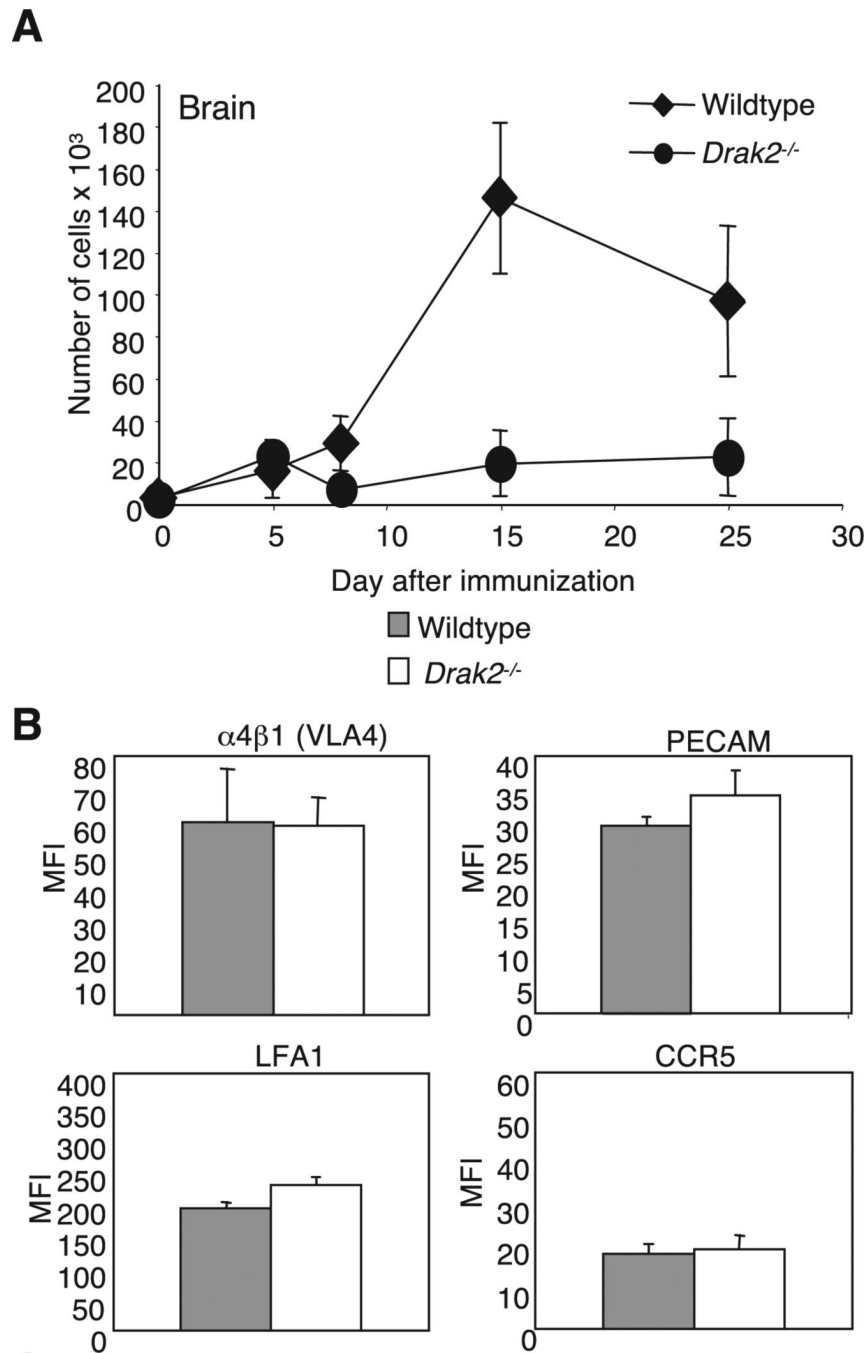 A
Brain
Wildtype
Drak2-/-
Number of cells x 10³
200
180
160
140
120
100
80
60
40
20
0
0 5 10 15 20 25 30
Day after immunization
Wildtype
Drak2-/-
B
α4β1 (VLA4)
MFI
80
70
60
50
40
30
20
10
PECAM
MFI
40
35
30
25
20
15
10
5
0
LFA1
MFI
400
350
300
250
200
150
100
50
0
CCR5
MFI
60
50
40
30
20
10
0